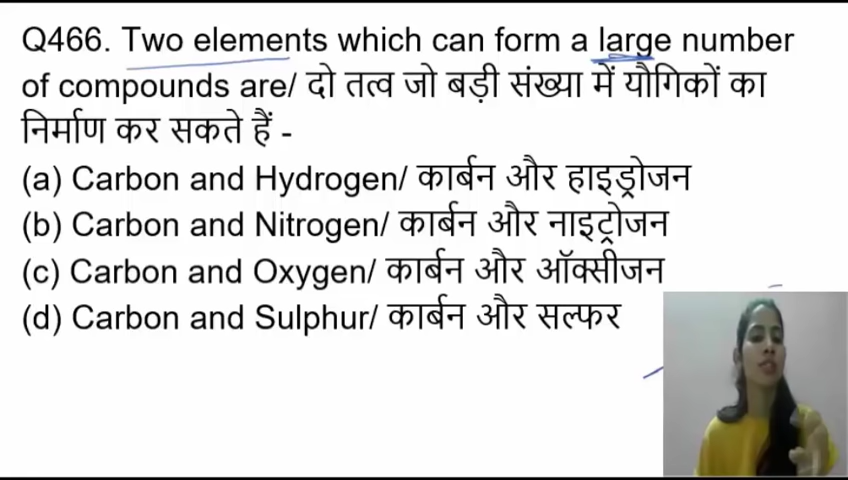 Q466. Two elements which can form a large number
of compounds are/ दो तत्व जो बड़ी संख्या में यौगिकों का
निर्माण कर सकते हैं -
(a) Carbon and Hydrogen/ कार्बन और हाइड्रोजन
(b) Carbon and Nitrogen/ कार्बन और नाइट्रोजन
(c) Carbon and Oxygen/ कार्बन और ऑक्सीजन
(d) Carbon and Sulphur/ कार्बन और सल्फर